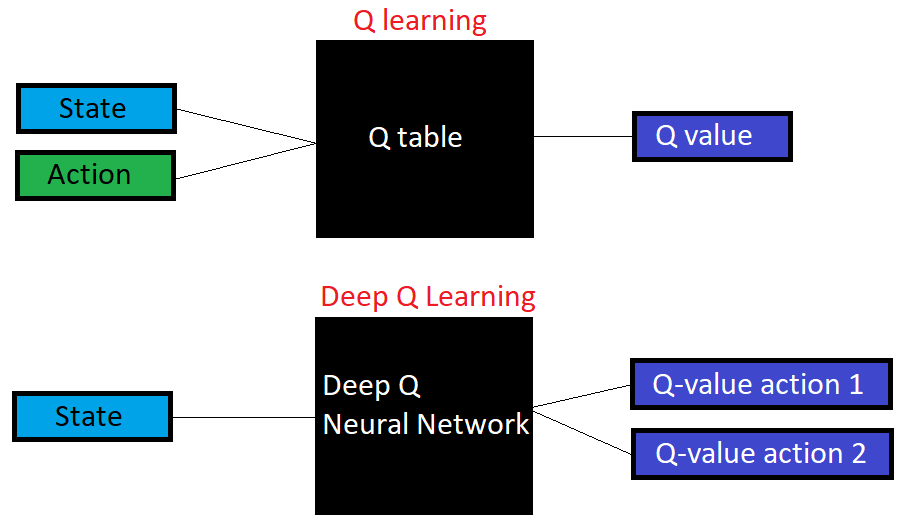 Q learning
State
Action
Q table
Q value
Deep Q Learning
State
Deep Q
Neural Network
Q-value action 1
Q-value action 2